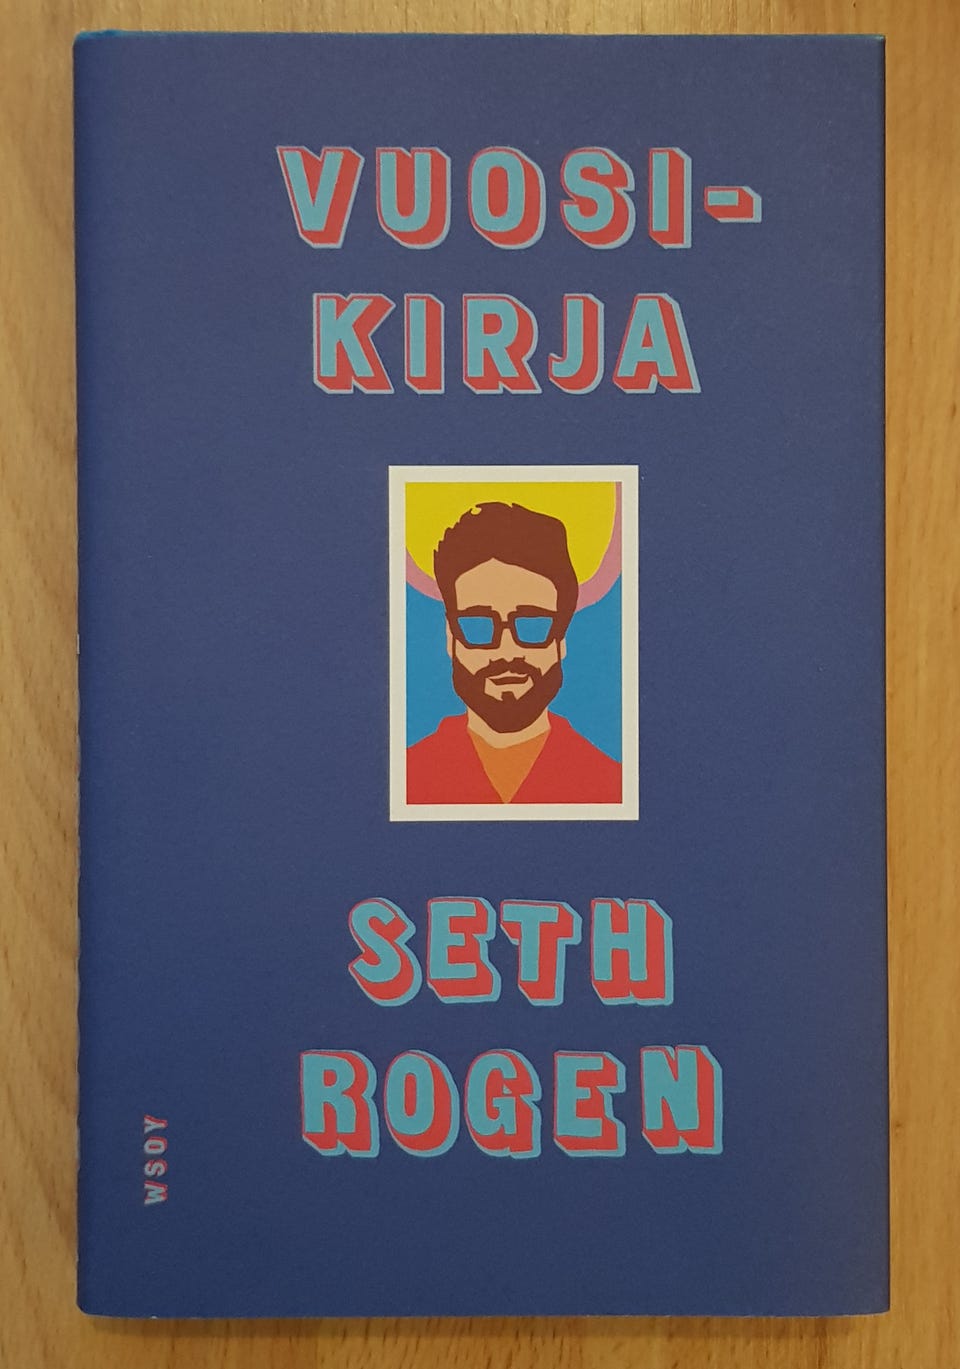 VUOSI-
KIRJA
SETH
ROGEN
WSOY